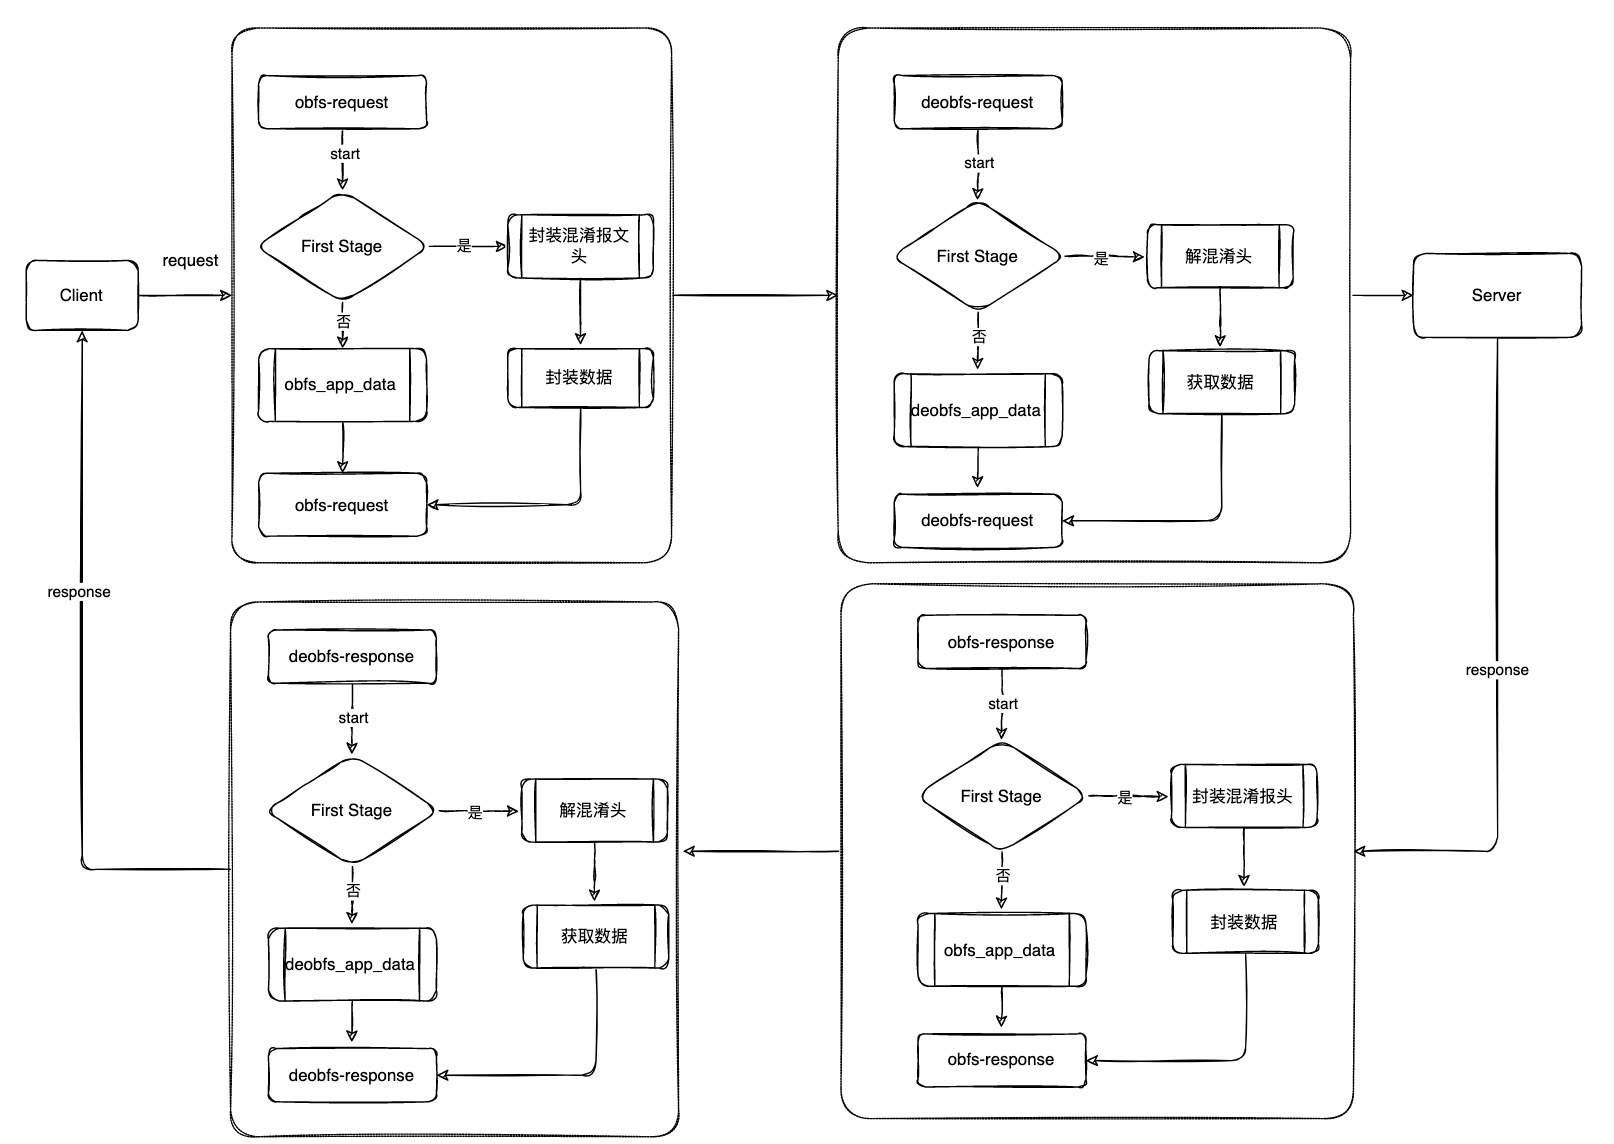 Client
request
response
obfs-request
start
First Stage
是
封装混淆报文
头
否
obfs_app_data
封装数据
obfs-request
deobfs-request
start
First Stage
是
解混淆头
否
deobfs_app_data
获取数据
deobfs-request
Server
response
obfs-response
start
First Stage
是
封装混淆报头
否
obfs_app_data
封装数据
obfs-response
deobfs-response
start
First Stage
是
解混淆头
否
deobfs_app_data
获取数据
deobfs-response